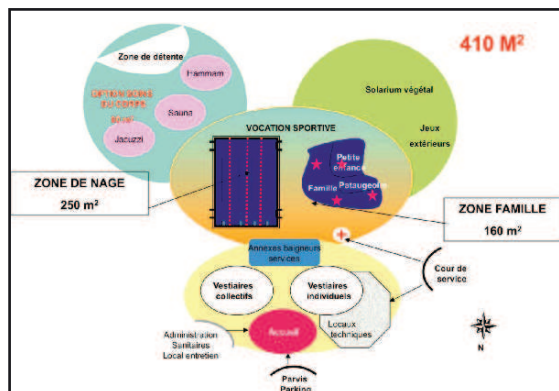 410 M²
Zone de détente
Hammam
Sauna
Jacuzzi
Solarium végétal
Jeux
extérieurs
VOCATION SPORTIVE
Petite
enfance
Famille
Pataugeoire
ZONE DE NAGE
250 m²
ZONE FAMILLE
160 m²
Annexes baigneurs
services
Cour de
service
Vestiaires
collectifs
Vestiaires
individuels
Locaux
techniques
Accueil
Administration
Sanitaires
Local entretien
Parvis
Parking
N